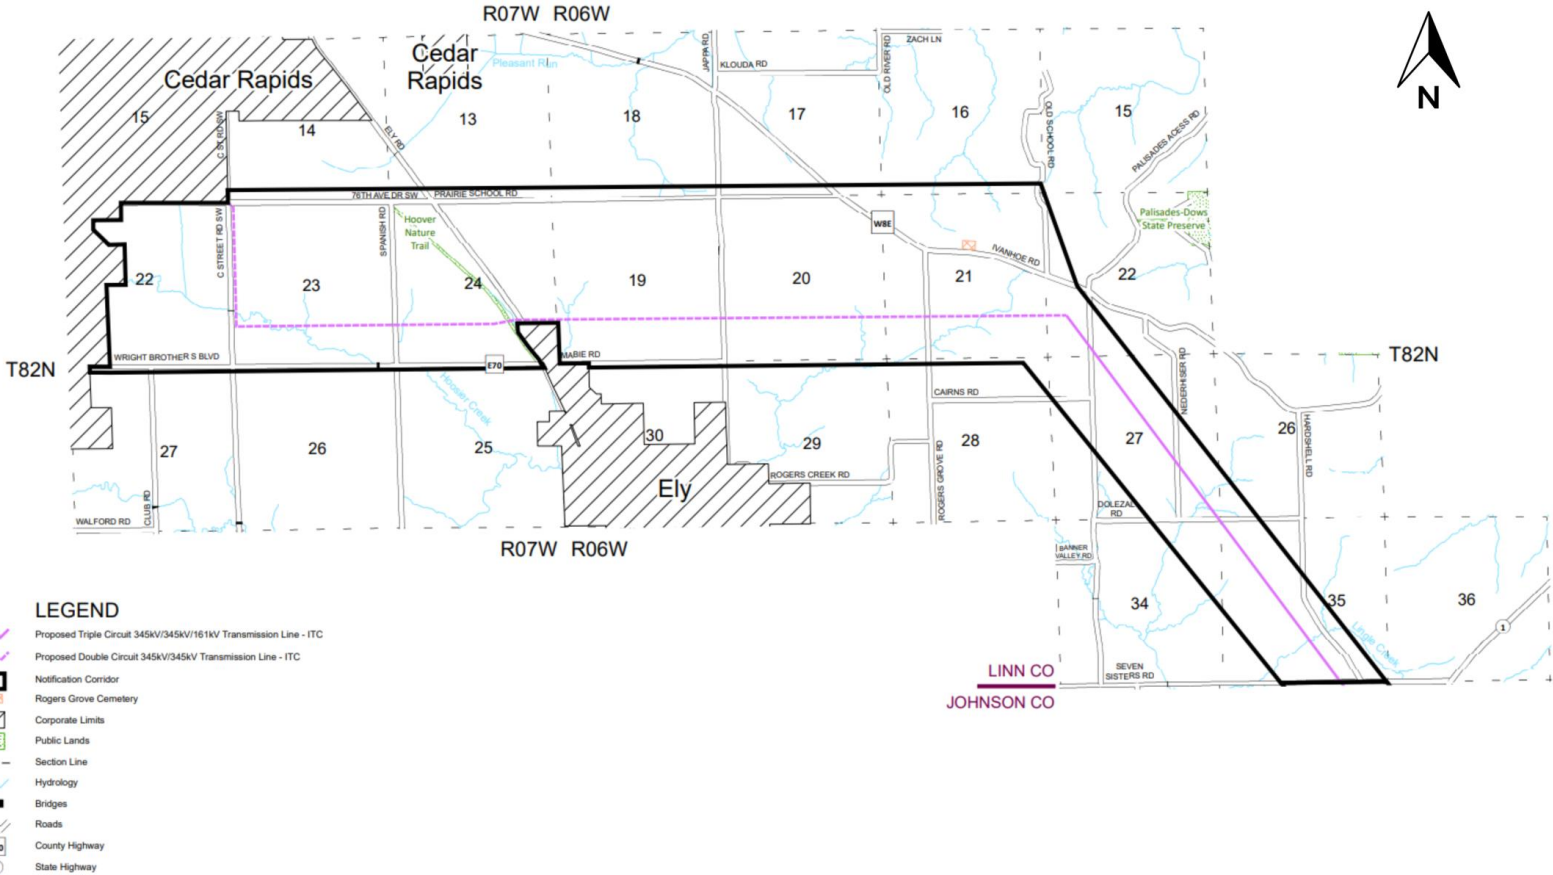 R07W R06W
Cedar
Rapids
Cedar Rapids
Pleasant Run
JAPPA RD
KLOUDA RD
OLD RIVER RD
ZACH LN
15
14
13
18
17
16
15
C ST RD SW
ELY RD
OLD SCHOOL RD
PALISADES ACESS RD
76TH AVE DR SW
PRAIRIE SCHOOL RD
Hoover
Nature
Trail
W8E
Palisades-Dows
State Preserve
C STREET RD SW
SPANISH RD
IVANHOE RD
22
23
24
19
20
21
22
WRIGHT BROTHERS BLVD
E70
MABIE RD
T82N
T82N
Hoosier Creek
CAIRNS RD
NEDERHISER RD
HARDSHELL RD
27
26
25
30
29
28
27
26
ROGERS CREEK RD
ROGERS GROVE RD
Ely
WALFORD RD
CLUB RD
DOLEZAL
RD
R07W R06W
BANNER
VALLEY RD
34
35
36
1
Lingle Creek
SEVEN
SISTERS RD
LINN CO
JOHNSON CO
LEGEND
Proposed Triple Circuit 345kV/345kV/161kV Transmission Line - ITC
Proposed Double Circuit 345kV/345kV Transmission Line - ITC
Notification Corridor
Rogers Grove Cemetery
Corporate Limits
Public Lands
Section Line
Hydrology
Bridges
Roads
County Highway
State Highway
N